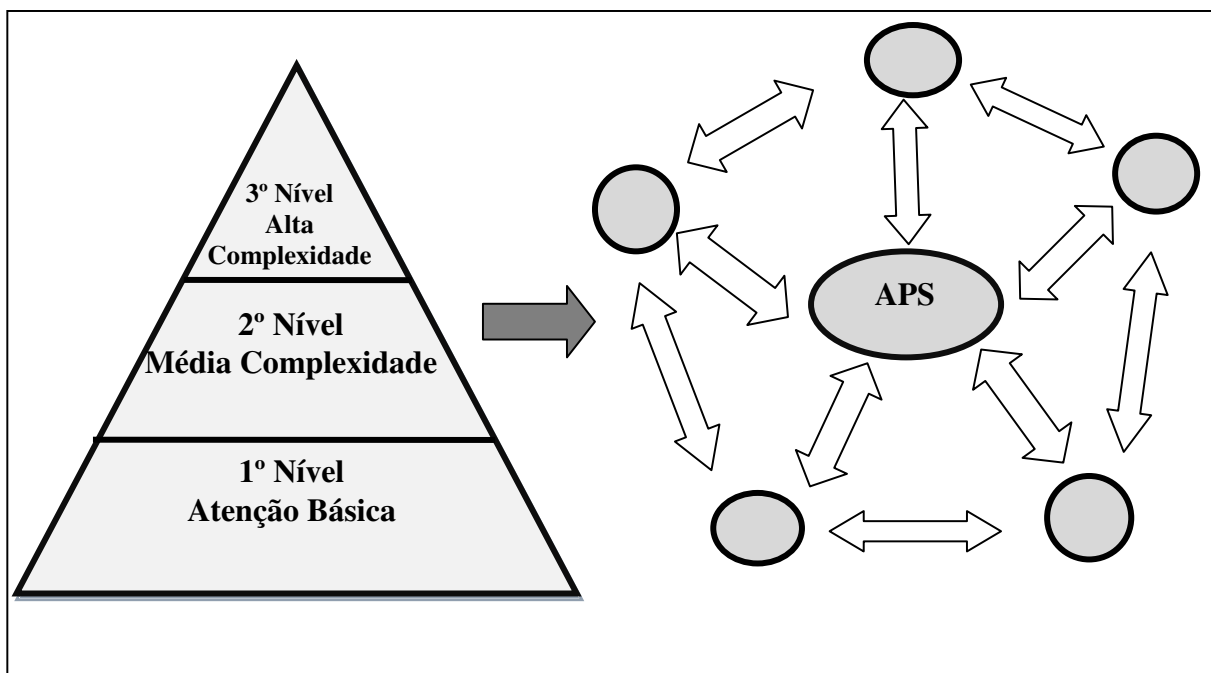 3º Nível
Alta
Complexidade
2º Nível
Média Complexidade
1º Nível
Atenção Básica
APS